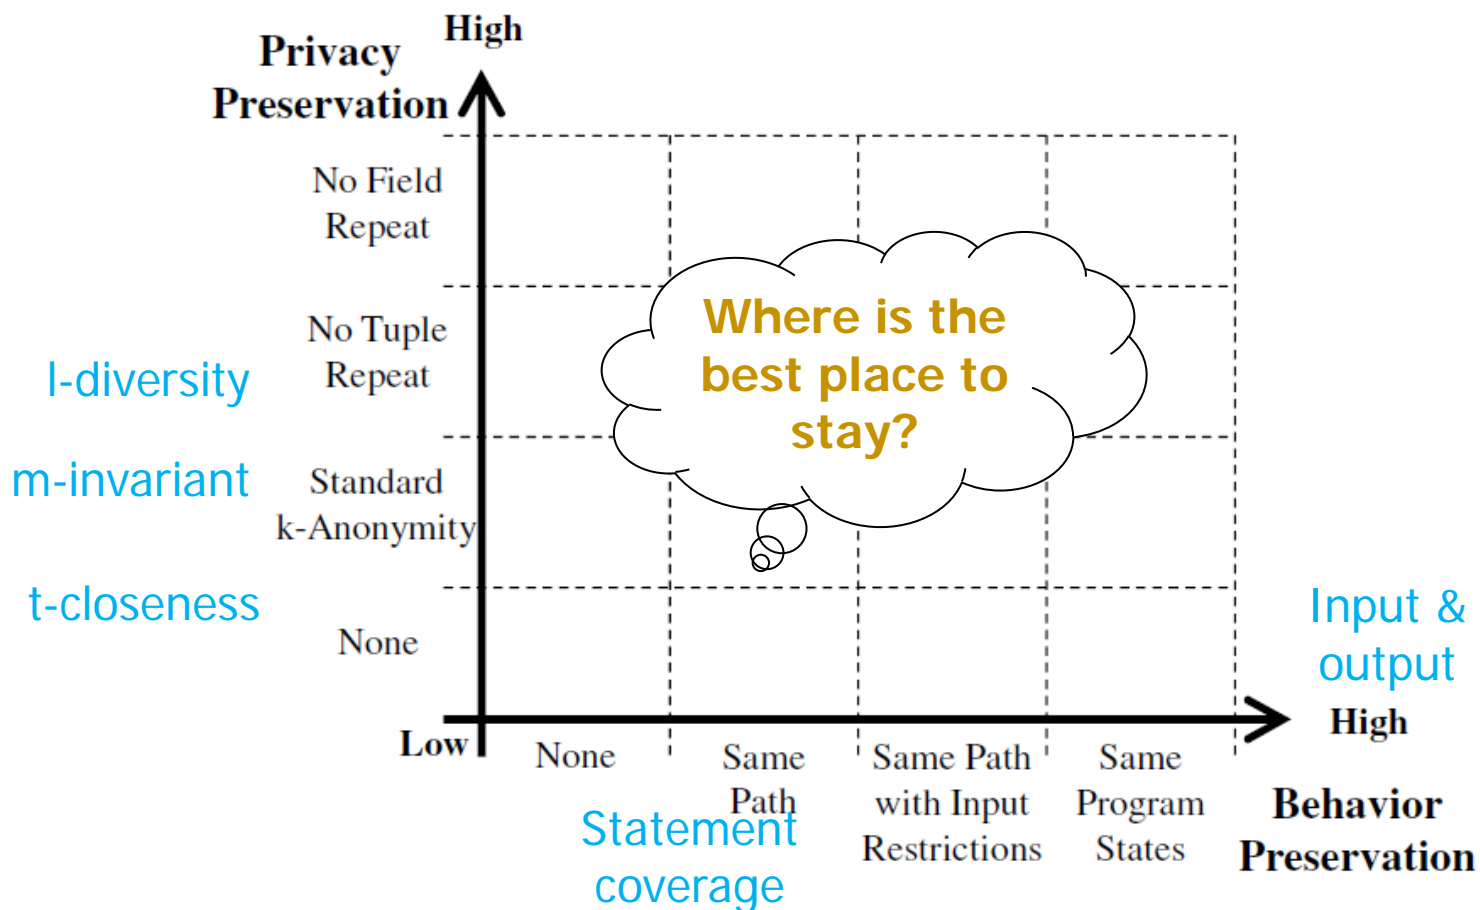 High
Privacy
Preservation
No Field
Repeat
No Tuple
Repeat
l-diversity
m-invariant
Standard
k-Anonymity
t-closeness
None
Where is the
best place to
stay?
Input &
output
High
Low
None
Same
Path
Same Path
with Input
Restrictions
Same
Program
States
Statement
coverage
Behavior
Preservation